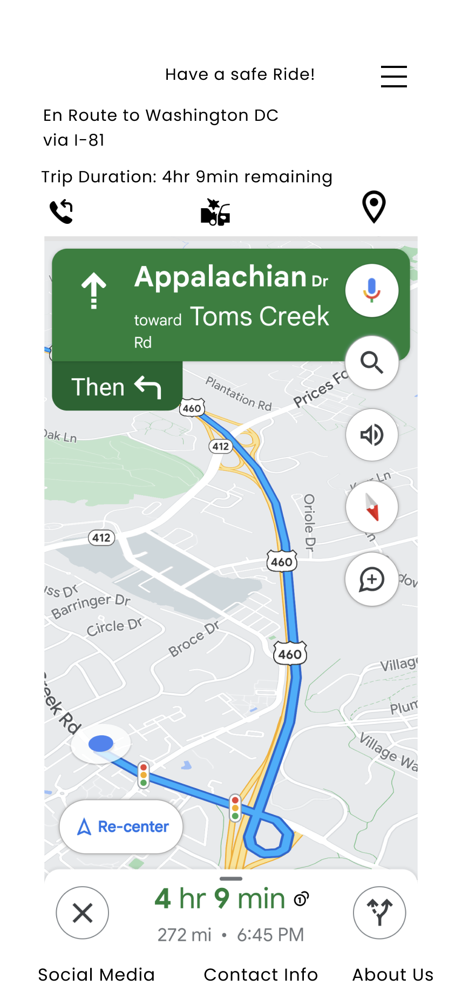 Have a safe Ride!
En Route to Washington DC
via I-81
Trip Duration: 4hr 9min remaining
Appalachian Dr
toward Toms Creek
Rd
Then
Plantation Rd
Prices Fo
460
412
Oak Ln
Ln
Oriole Dr
412
460
Barringer Dr
Circle Dr
Broce Dr
460
Village
Plum
eek Rd
Village Wa
Re-center
4 hr 9 min
272 mi • 6:45 PM
Social Media
Contact Info
About Us